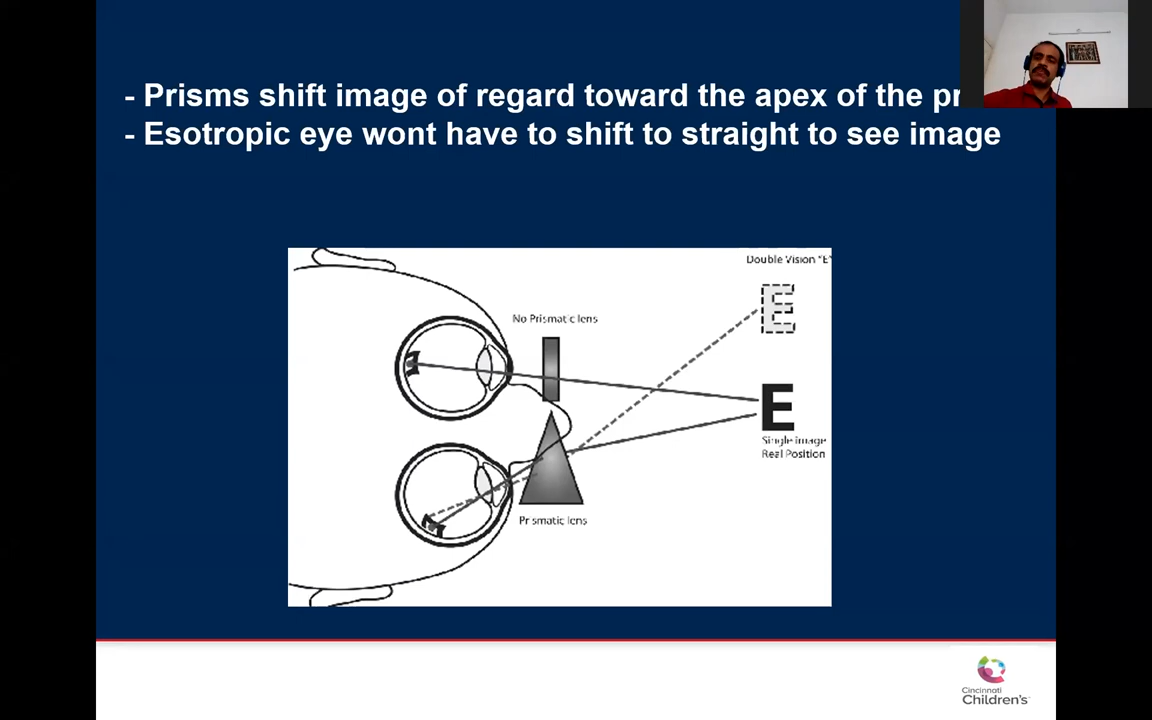 - Prisms shift image of regard toward the apex of the
- Esotropic eye wont have to shift to straight to see image
Double Vision "E"
E
No Prismatic lens
E
Single image
Real Position
Prismatic lens
Cincinnati
Children's